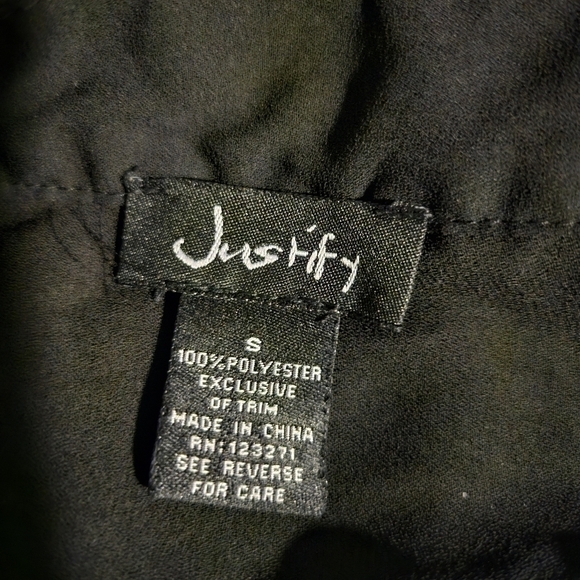 Justify
S
100% POLYESTER
EXCLUSIVE
OF TRIM
MADE IN CHINA
RN:123271
SEE REVERSE
FOR CARE